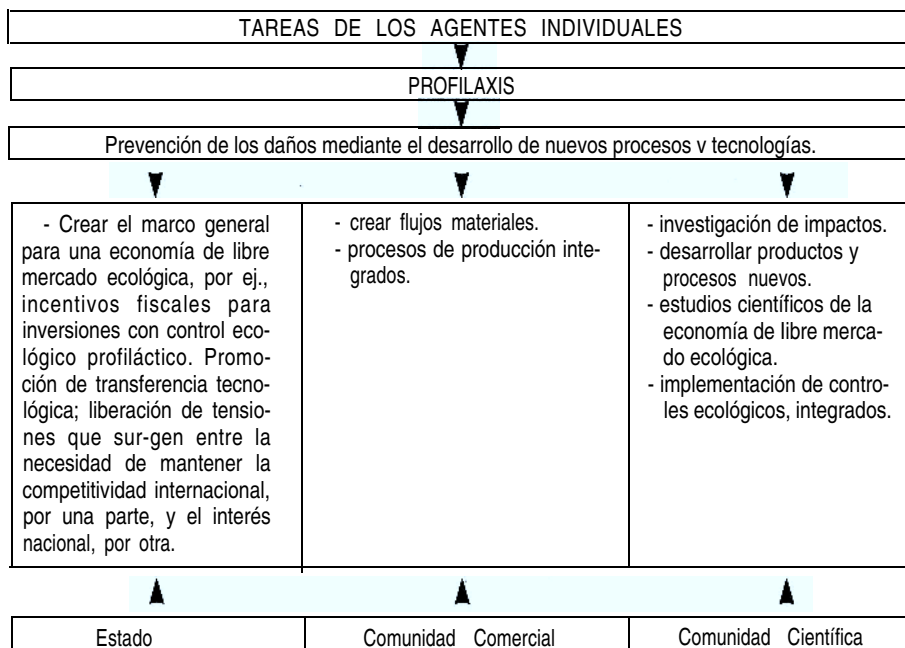 TAREAS DE LOS AGENTES INDIVIDUALES
PROFILAXIS
Prevención de los daños mediante el desarrollo de nuevos procesos v tecnologías.
- Crear el marco general
para una economía de libre
mercado ecológica, por ej.,
incentivos fiscales para
inversiones con control eco-
lógico profiláctico. Promo-
ción de transferencia tecno-
lógica; liberación de tensio-
nes que sur-gen entre la
necesidad de mantener la
competitividad internacional,
por una parte, y el interés
nacional, por otra.
- crear flujos materiales.
- procesos de producción inte-
grados.
- investigación de impactos.
- desarrollar productos y
procesos nuevos.
- estudios científicos de la
economía de libre merca-
do ecológica.
- implementación de contro-
les ecológicos, integrados.
Estado
Comunidad Comercial
Comunidad Científica